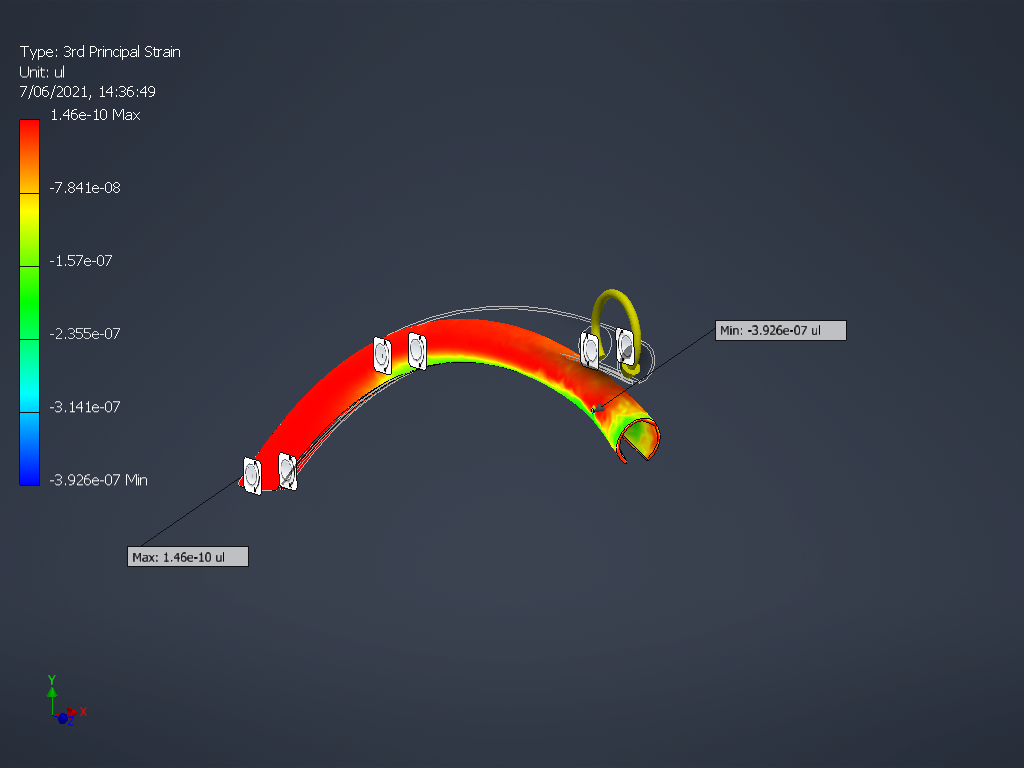 Type: 3rd Principal Strain
Unit: ul
7/06/2021, 14:36:49
1.46e-10 Max
-7.841e-08
-1.57e-07
-2.355e-07
-3.141e-07
-3.926e-07 Min
Min: -3.926e-07 ul
Max: 1.46e-10 ul
Y
X
Z